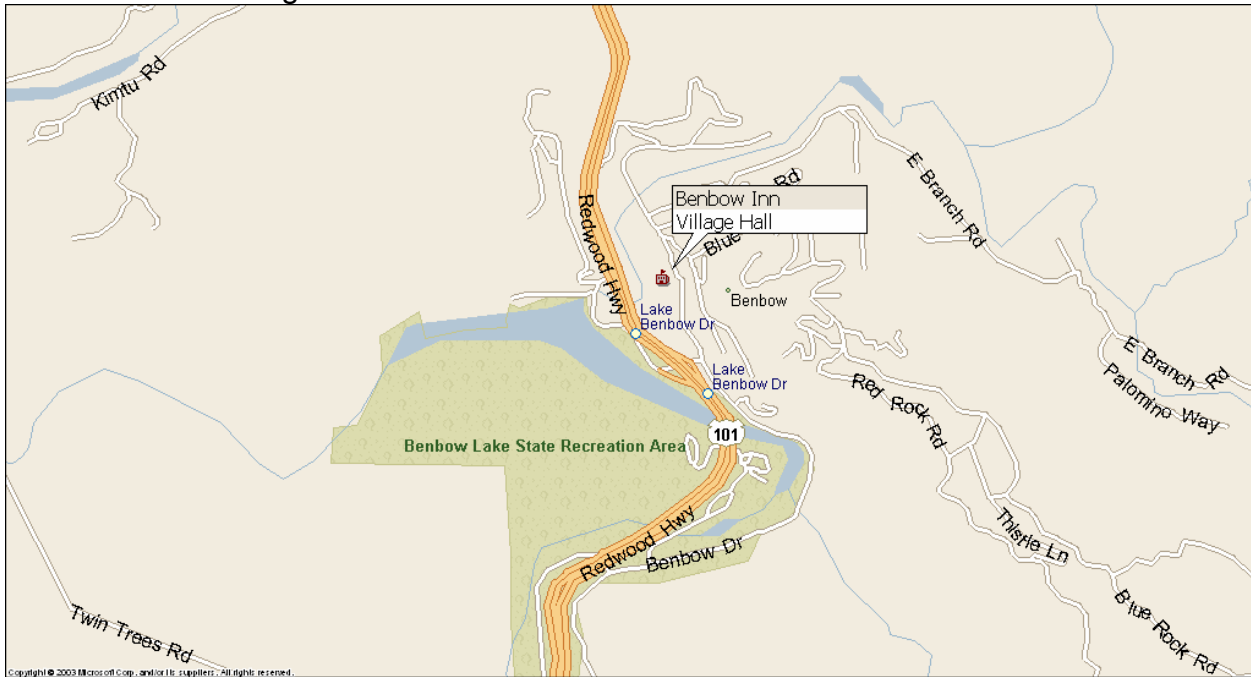 Kimtu Rd
E Branch Rd
Benbow Inn
Village Hall
Blue
Rd
Redwood Hwy
Benbow
Lake
Benbow Dr
E Branch Rd
Lake
Benbow Dr
Palomino Way
Red Rock Rd
101
Benbow Lake State Recreation Area
Thistle Ln
Redwood Hwy
Benbow Dr
Blue Rock Rd
Twin Trees Rd
Copyright © 2003 Microsoft Corp. and/or its suppliers. All rights reserved.